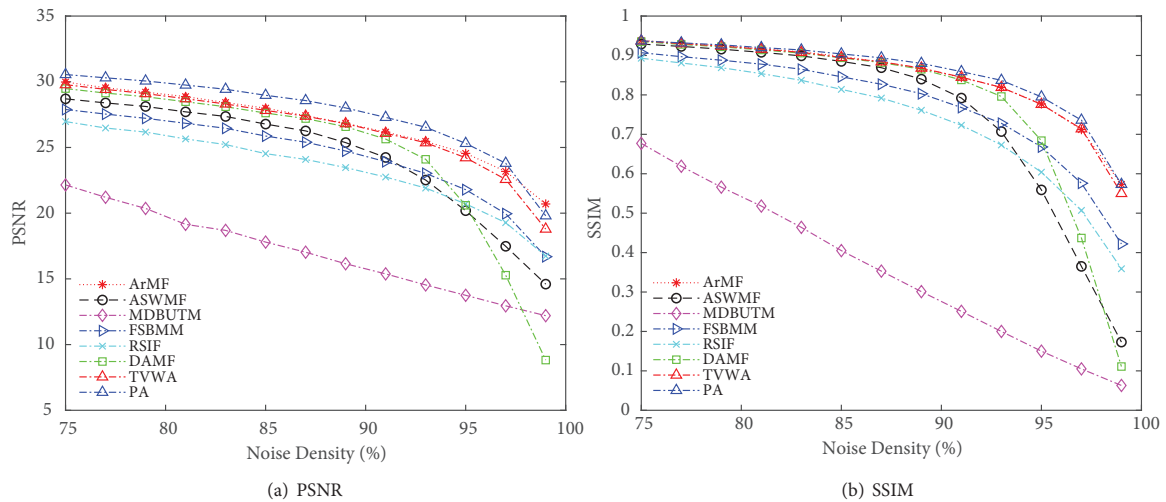 35
30
25
20
15
10
5
PSNR
ArMF
ASWMF
MDBUTM
FSBMM
RSIF
DAMF
TVWA
PA
75 80 85 90 95 100
Noise Density (%)
(a) PSNR
1
0.9
0.8
0.7
0.6
0.5
0.4
0.3
0.2
0.1
0
SSIM
ArMF
ASWMF
MDBUTM
FSBMM
RSIF
DAMF
TVWA
PA
75 80 85 90 95 100
Noise Density (%)
(b) SSIM